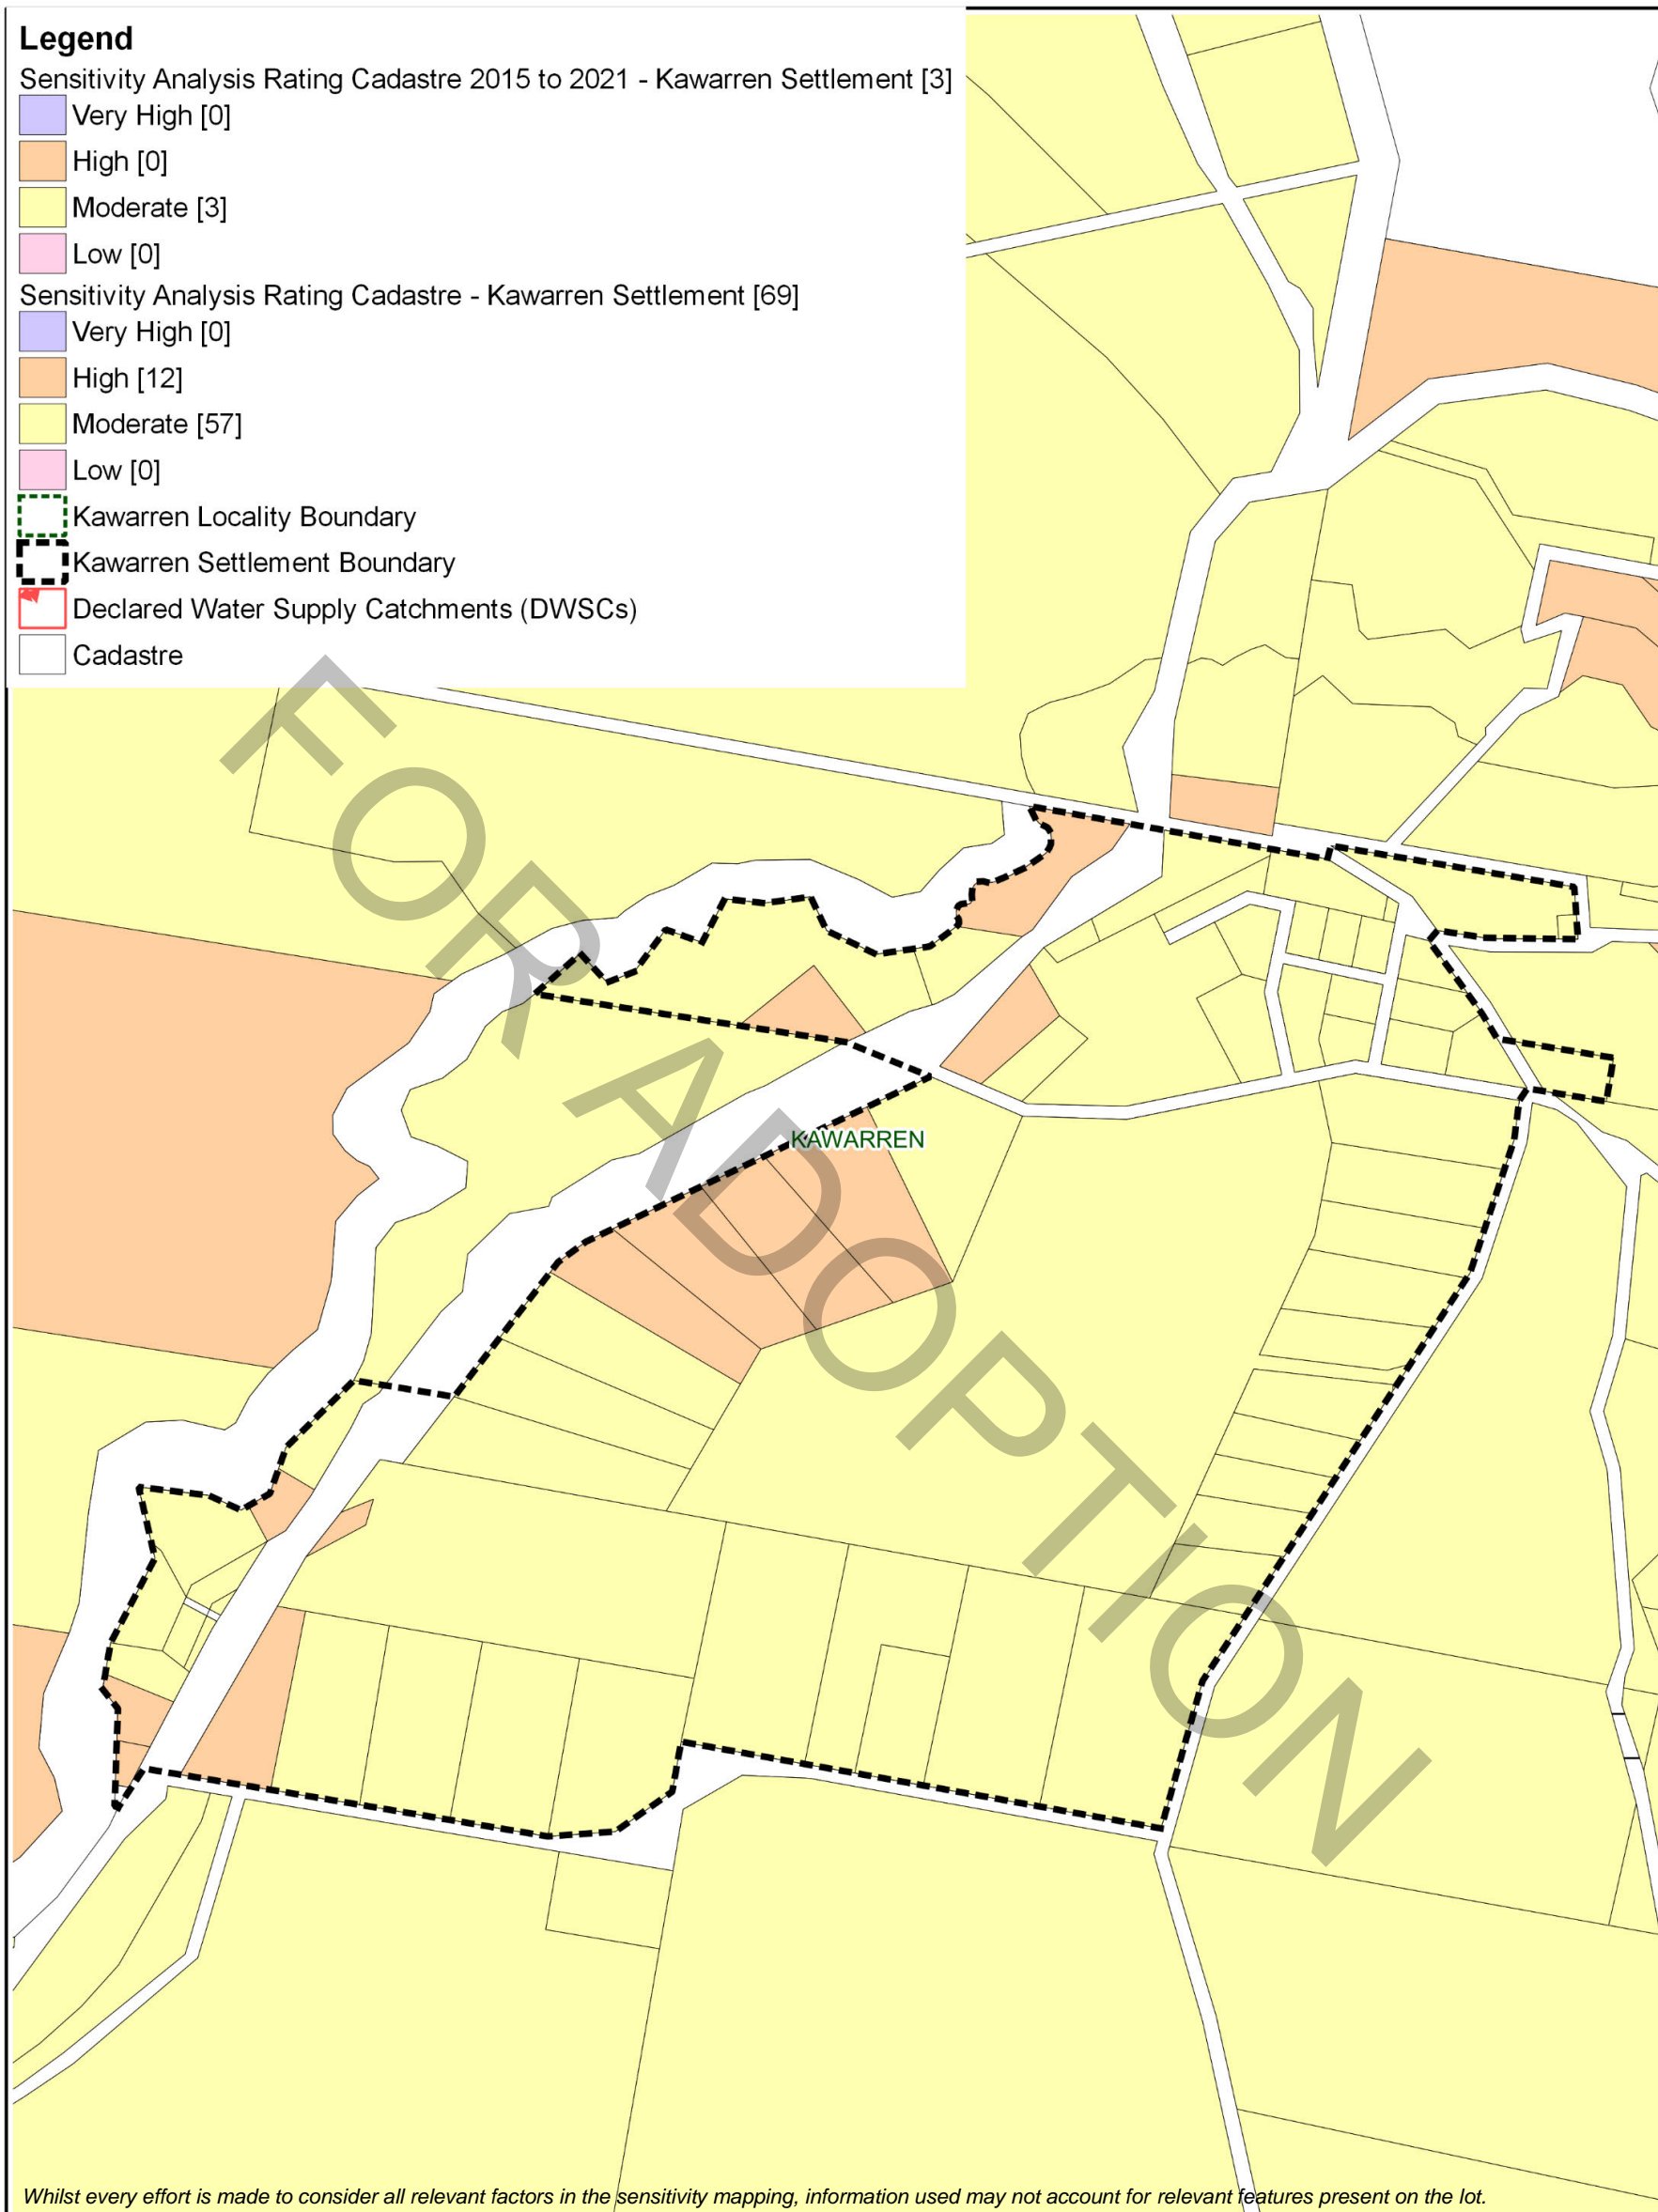 Legend
Sensitivity Analysis Rating Cadastre 2015 to 2021 - Kawarren Settlement [3]
Very High [0]
High [0]
Moderate [3]
Low [0]
Sensitivity Analysis Rating Cadastre - Kawarren Settlement [69]
Very High [0]
High [12]
Moderate [57]
Low [0]
Kawarren Locality Boundary
Kawarren Settlement Boundary
Declared Water Supply Catchments (DWSCs)
Cadastre
FOR ADOPTION
KAWARREN
Whilst every effort is made to consider all relevant factors in the sensitivity mapping, information used may not account for relevant features present on the lot.